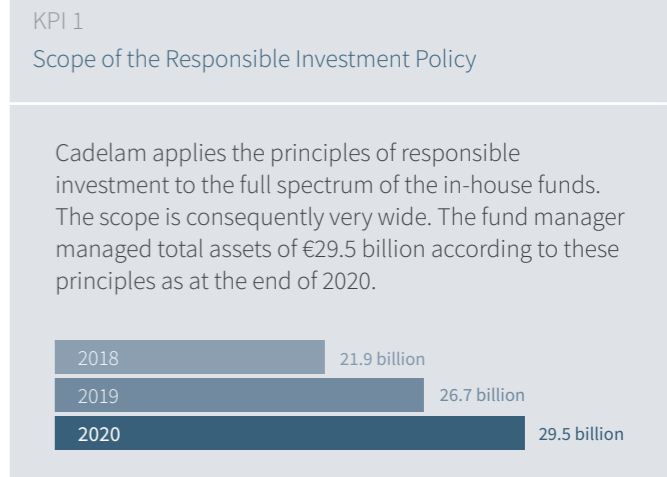 KPI 1
Scope of the Responsible Investment Policy
Cadelam applies the principles of responsible
investment to the full spectrum of the in-house funds.
The scope is consequently very wide. The fund manager
managed total assets of €29.5 billion according to these
principles as at the end of 2020.
2018 21.9 billion
2019 26.7 billion
2020 29.5 billion